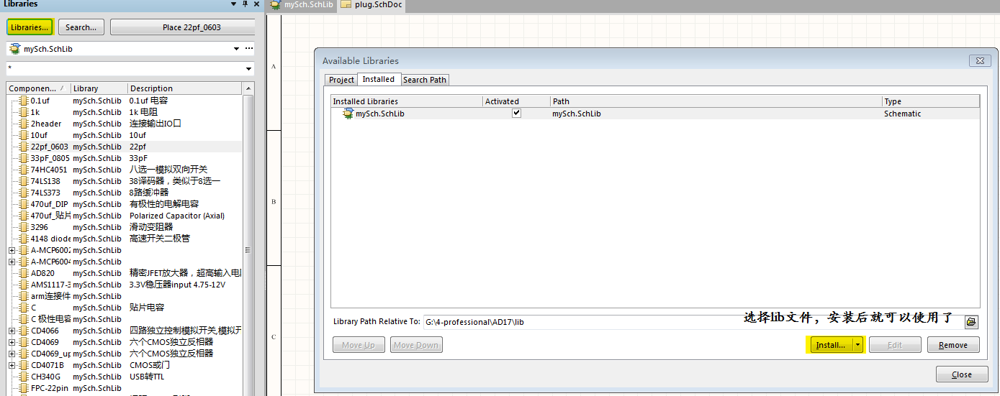 Libraries
mySch.SchLib
plug.SchDoc
Libraries...
Search...
Place 22pf_0603
mySch.SchLib
*
Componen... Library Description
0.1uf mySch.SchLib 0.1uf 电容
1k mySch.SchLib 1k 电阻
2header mySch.SchLib 连接输出IO口
10uf mySch.SchLib 10uf
22pf_0603 mySch.SchLib 22pf
33pF_0805 mySch.SchLib 33pF
74HC4051 mySch.SchLib 八选一模拟双向开关
74LS138 mySch.SchLib 38译码器，类似于8选一
74LS373 mySch.SchLib 8路缓冲器
470uf_DIP mySch.SchLib 有极性的电解电容
470uf_贴片 mySch.SchLib Polarized Capacitor (Axial)
3296 mySch.SchLib 滑动变阻器
4148 diode mySch.SchLib 高速开关二极管
A-MCP6002 mySch.SchLib
A-MCP6004 mySch.SchLib
AD820 mySch.SchLib 精密JFET放大器，超高输入电阻
AMS1117-3 mySch.SchLib 3.3V稳压器input 4.75-12V
arm连接件 mySch.SchLib
C mySch.SchLib 贴片电容
C 极性电容 mySch.SchLib
CD4066 mySch.SchLib 四路独立控制模拟开关,模拟开
CD4069 mySch.SchLib 六个CMOS独立反相器
CD4069_up mySch.SchLib 六个CMOS独立反相器
CD4071B mySch.SchLib CMOS或门
CH340G mySch.SchLib USB转TTL
FPC-22pin mySch.SchLib
A
B
C
Available Libraries
Project Installed Search Path
Installed Libraries Activated Path Type
mySch.SchLib mySch.SchLib Schematic
选择lib文件，安装后就可以使用了
Library Path Relative To: G:\4-professional\AD17\lib
Move Up Move Down Install... Edit Remove
Close